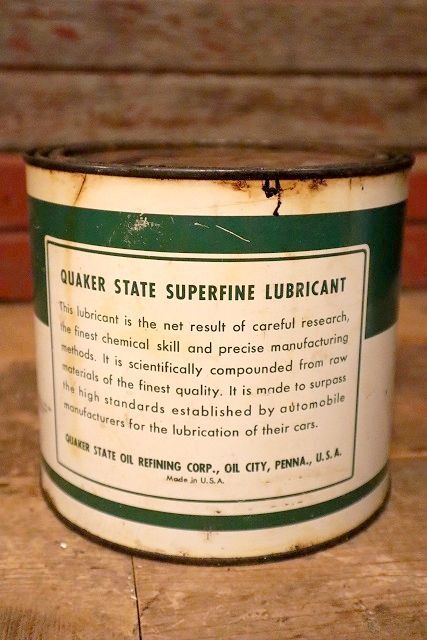 QUAKER STATE SUPERFINE LUBRICANT
This lubricant is the net result of careful research,
the finest chemical skill and precise manufacturing
methods. It is scientifically compounded from raw
materials of the finest quality. It is made to surpass
the high standards established by automobile
manufacturers for the lubrication of their cars.
QUAKER STATE OIL REFINING CORP., OIL CITY, PENNA., U.S.A.
Made in U.S.A.